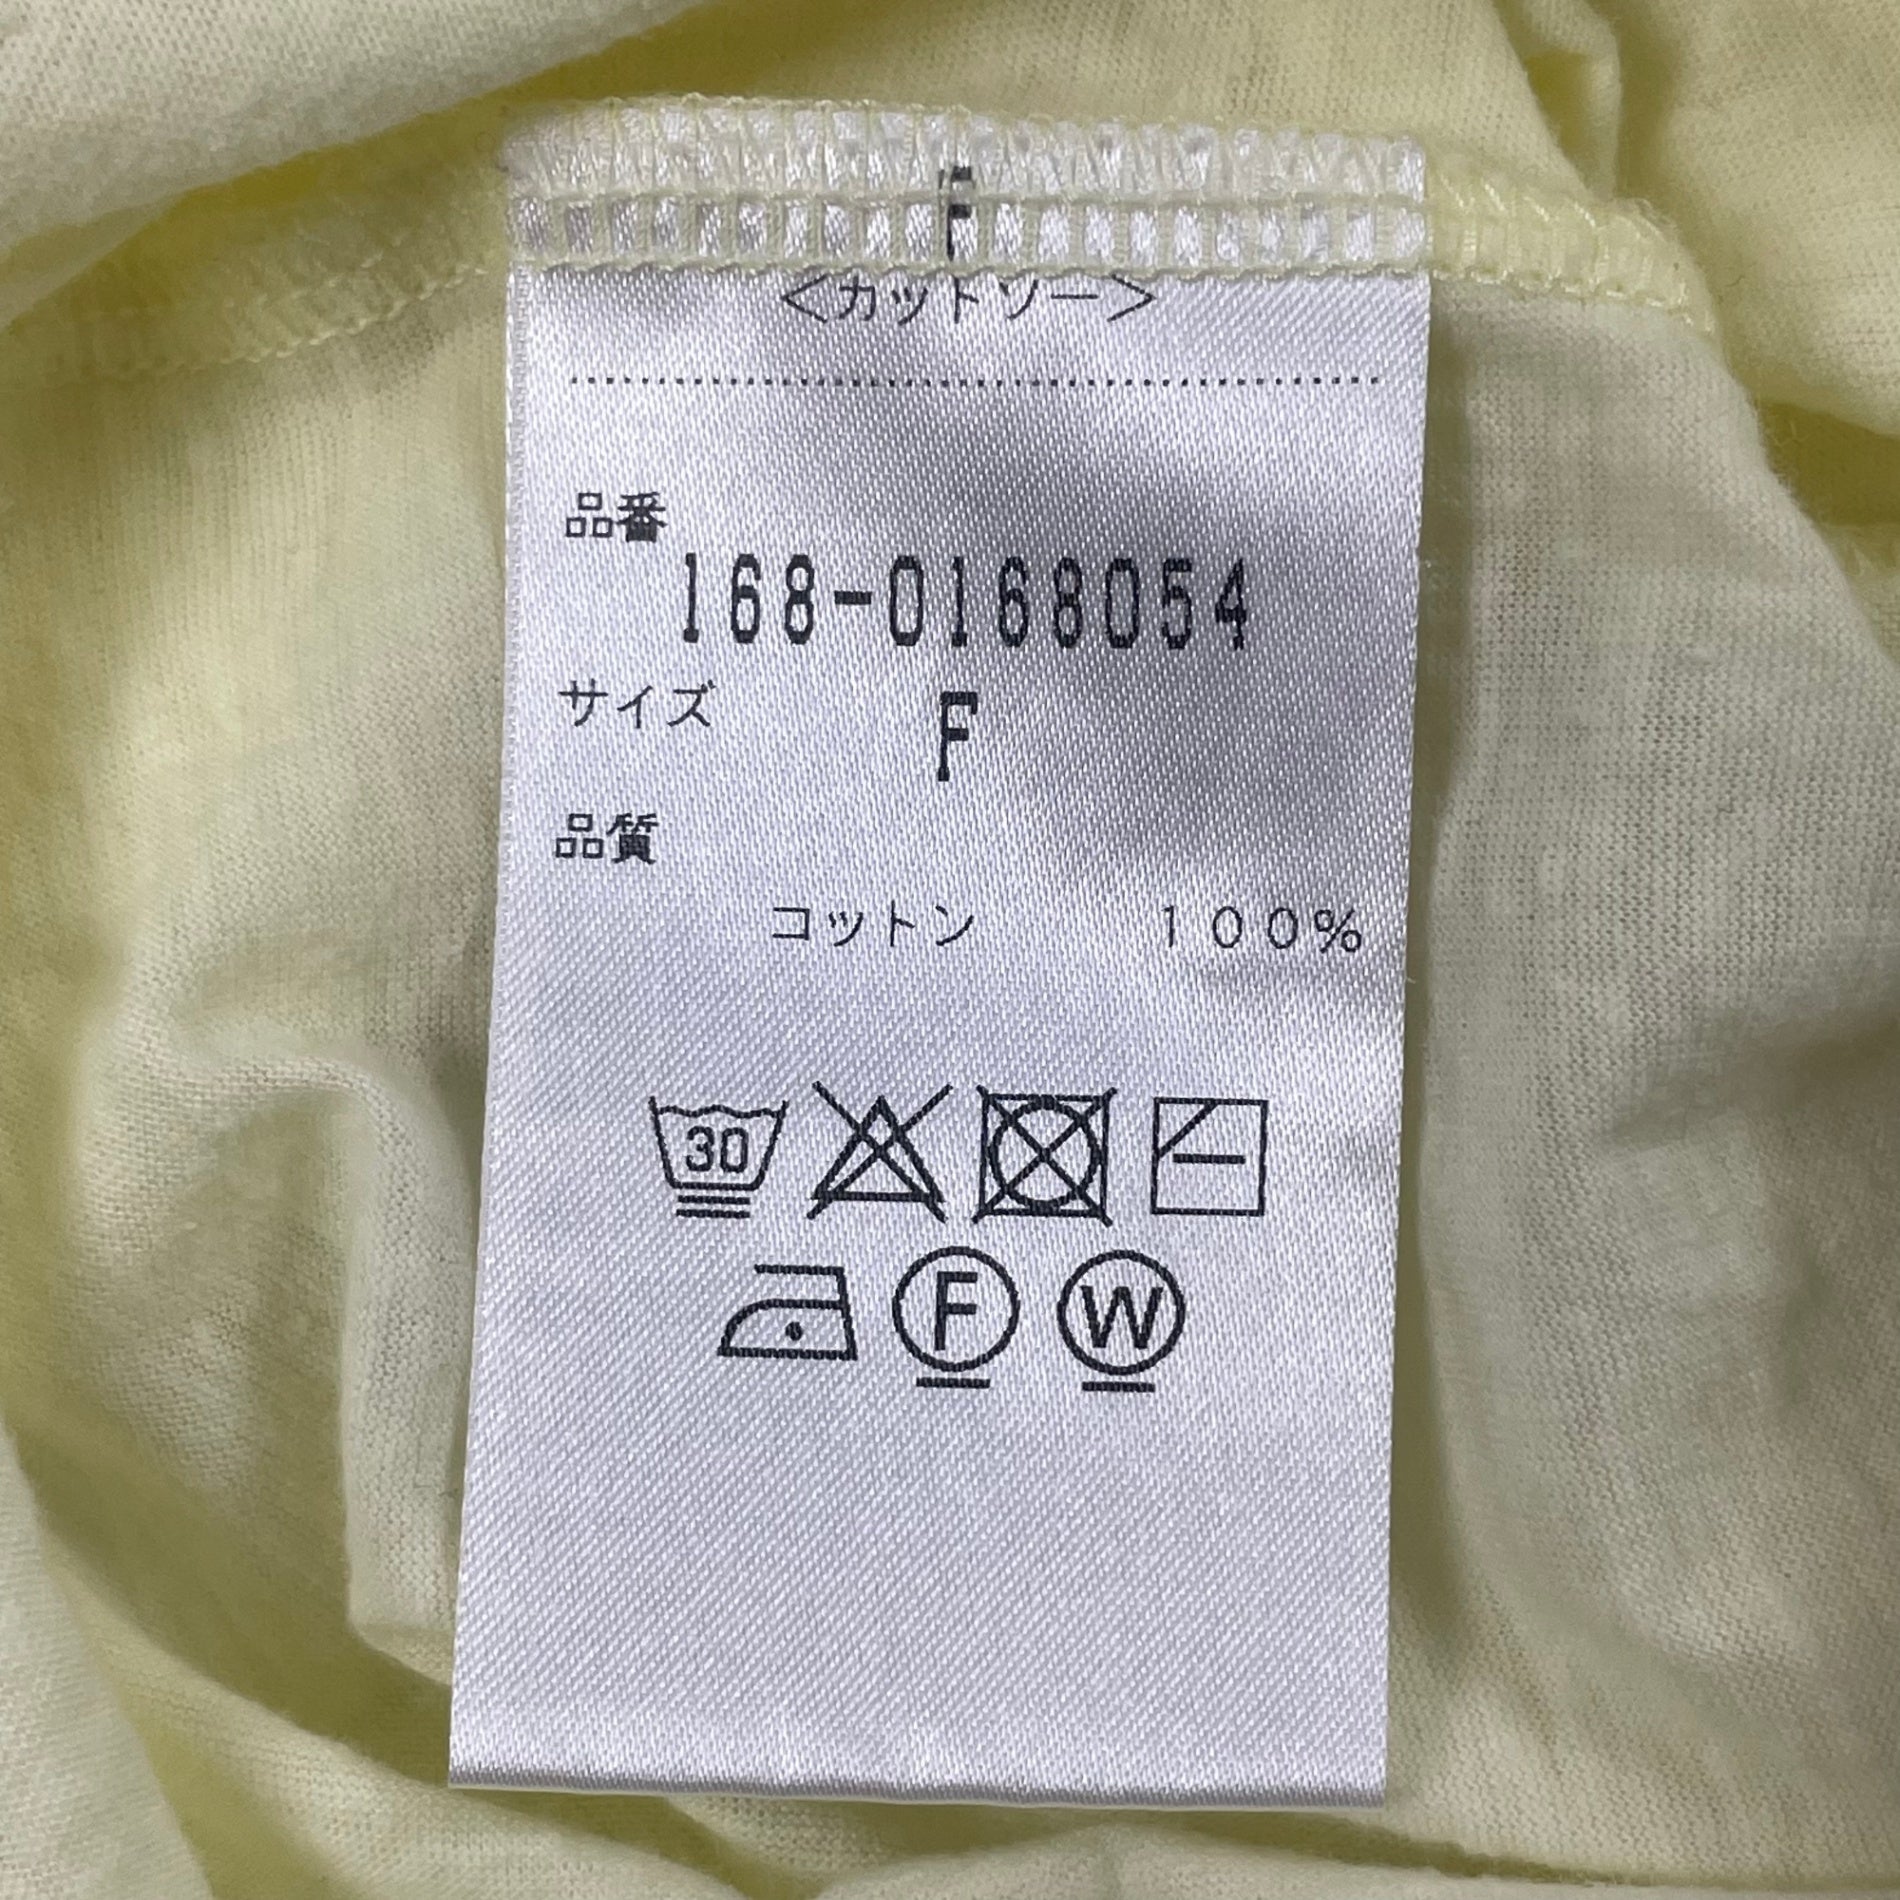 F
<カットソー>
品番
168-0168054
サイズ F
品質
コットン 100%
30
F W